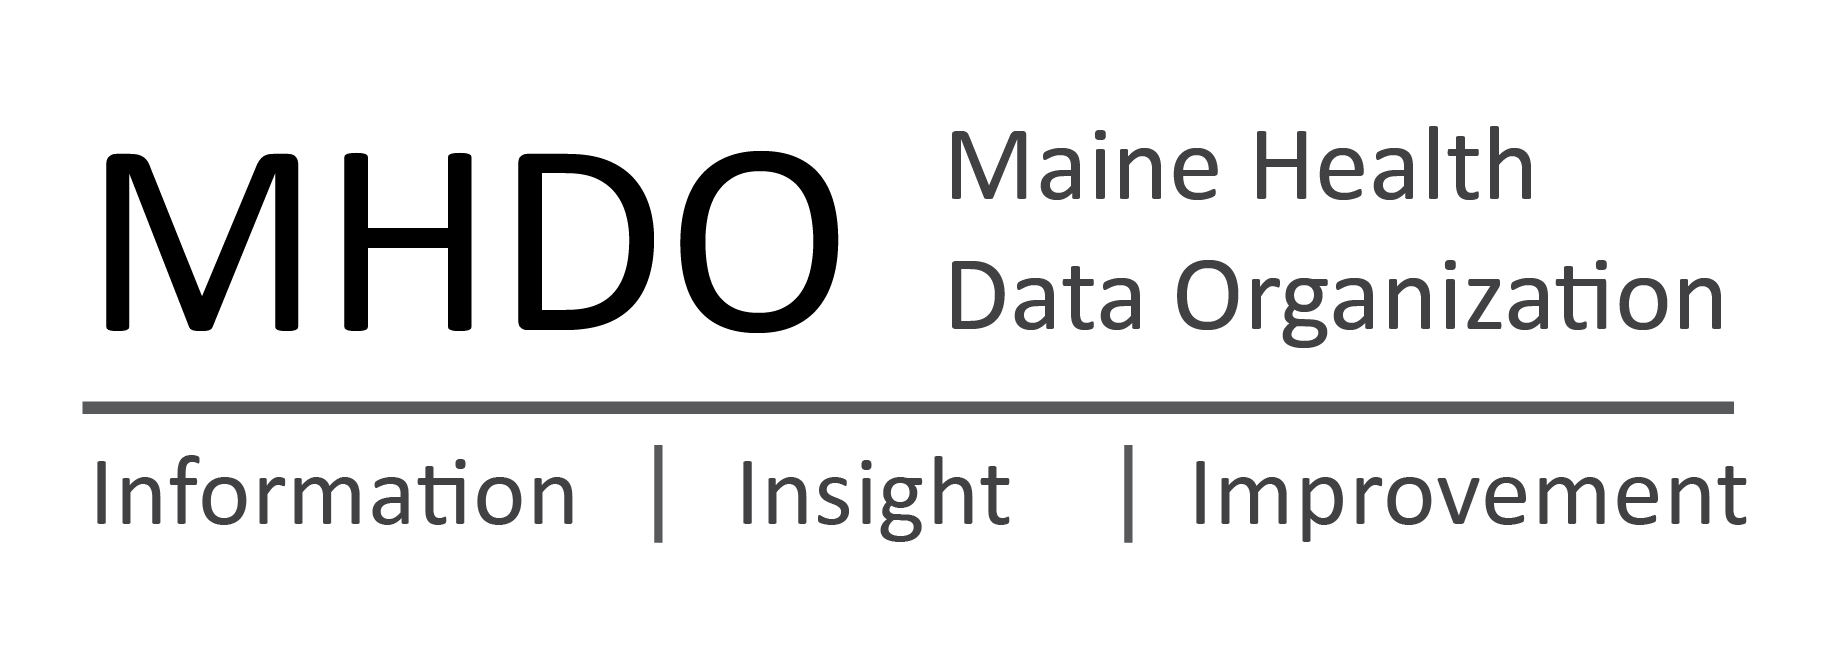 MHDO
Maine Health
Data Organization
Information | Insight | Improvement